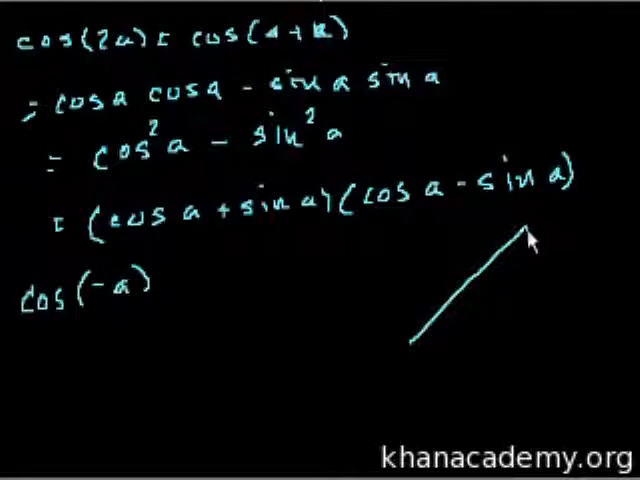 cos(2a) = cos(a+a)
= cos a cos a - sin a sin a
= cos² a - sin² a
= (cos a + sin a)(cos a - sin a)
cos(-a)
khanacademy.org